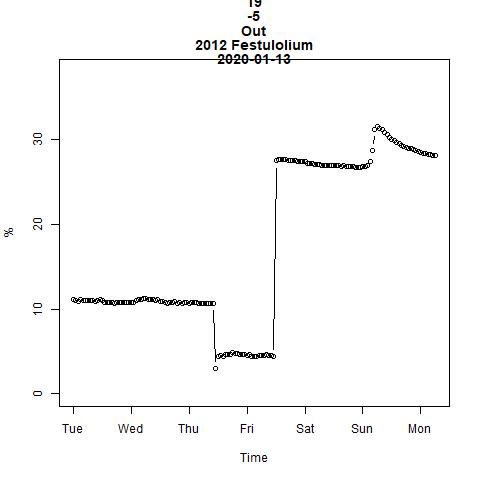 19
-5
Out
2012 Festulolium
2020-01-13
%
0
10
20
30
Tue
Wed
Thu
Fri
Sat
Sun
Mon
Time